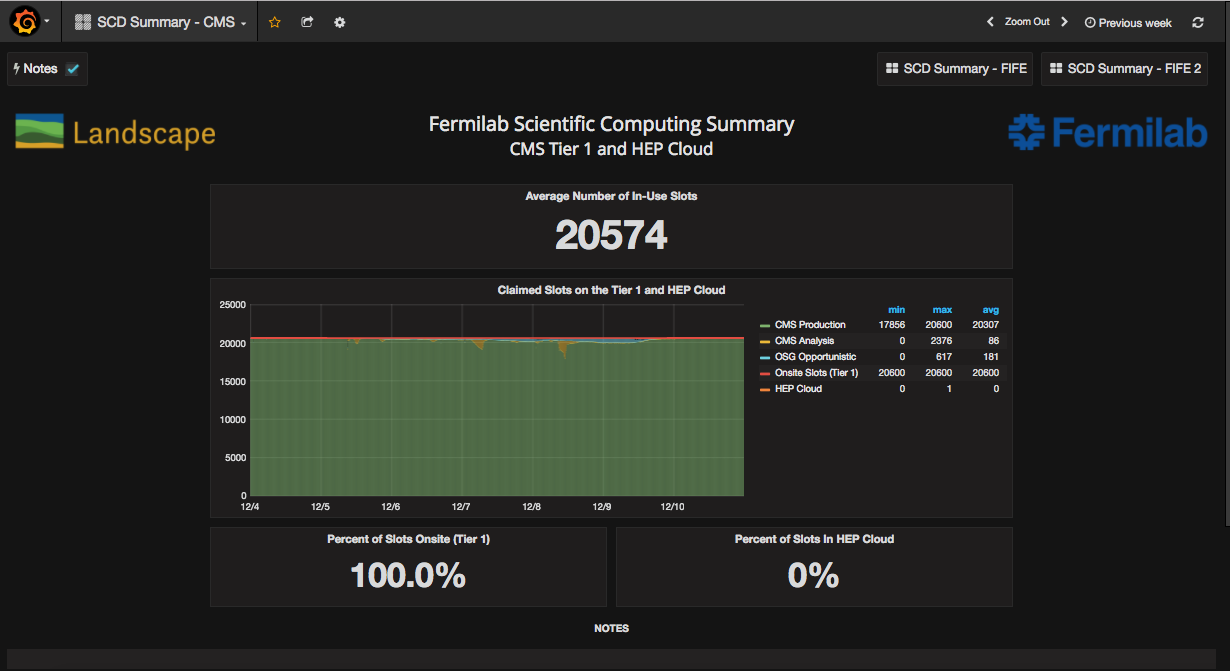 SCD Summary - CMS
Zoom Out
Previous week
Notes
SCD Summary - FIFE
SCD Summary - FIFE 2
Landscape
Fermilab Scientific Computing Summary
CMS Tier 1 and HEP Cloud
Fermilab
Average Number of In-Use Slots
20574
Claimed Slots on the Tier 1 and HEP Cloud
25000
20000
15000
10000
5000
0
12/4 12/5 12/6 12/7 12/8 12/9 12/10
min max avg
CMS Production 17856 20600 20307
CMS Analysis 0 2376 86
OSG Opportunistic 0 617 181
Onsite Slots (Tier 1) 20600 20600 20600
HEP Cloud 0 1 0
Percent of Slots Onsite (Tier 1)
100.0%
Percent of Slots In HEP Cloud
0%
NOTES